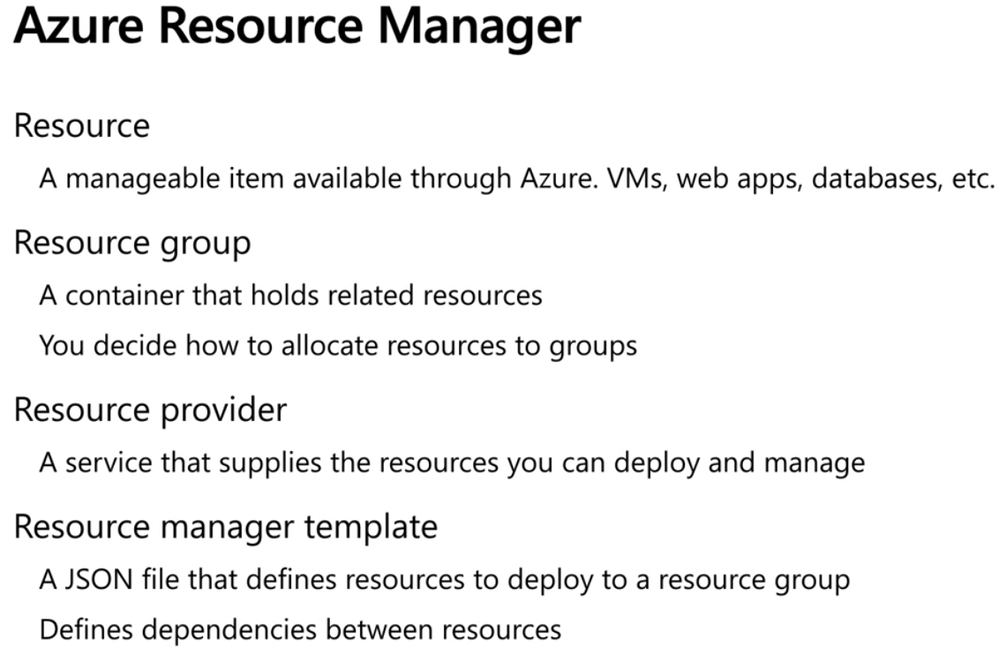 Azure Resource Manager
Resource
A manageable item available through Azure. VMs, web apps, databases, etc.
Resource group
A container that holds related resources
You decide how to allocate resources to groups
Resource provider
A service that supplies the resources you can deploy and manage
Resource manager template
A JSON file that defines resources to deploy to a resource group
Defines dependencies between resources